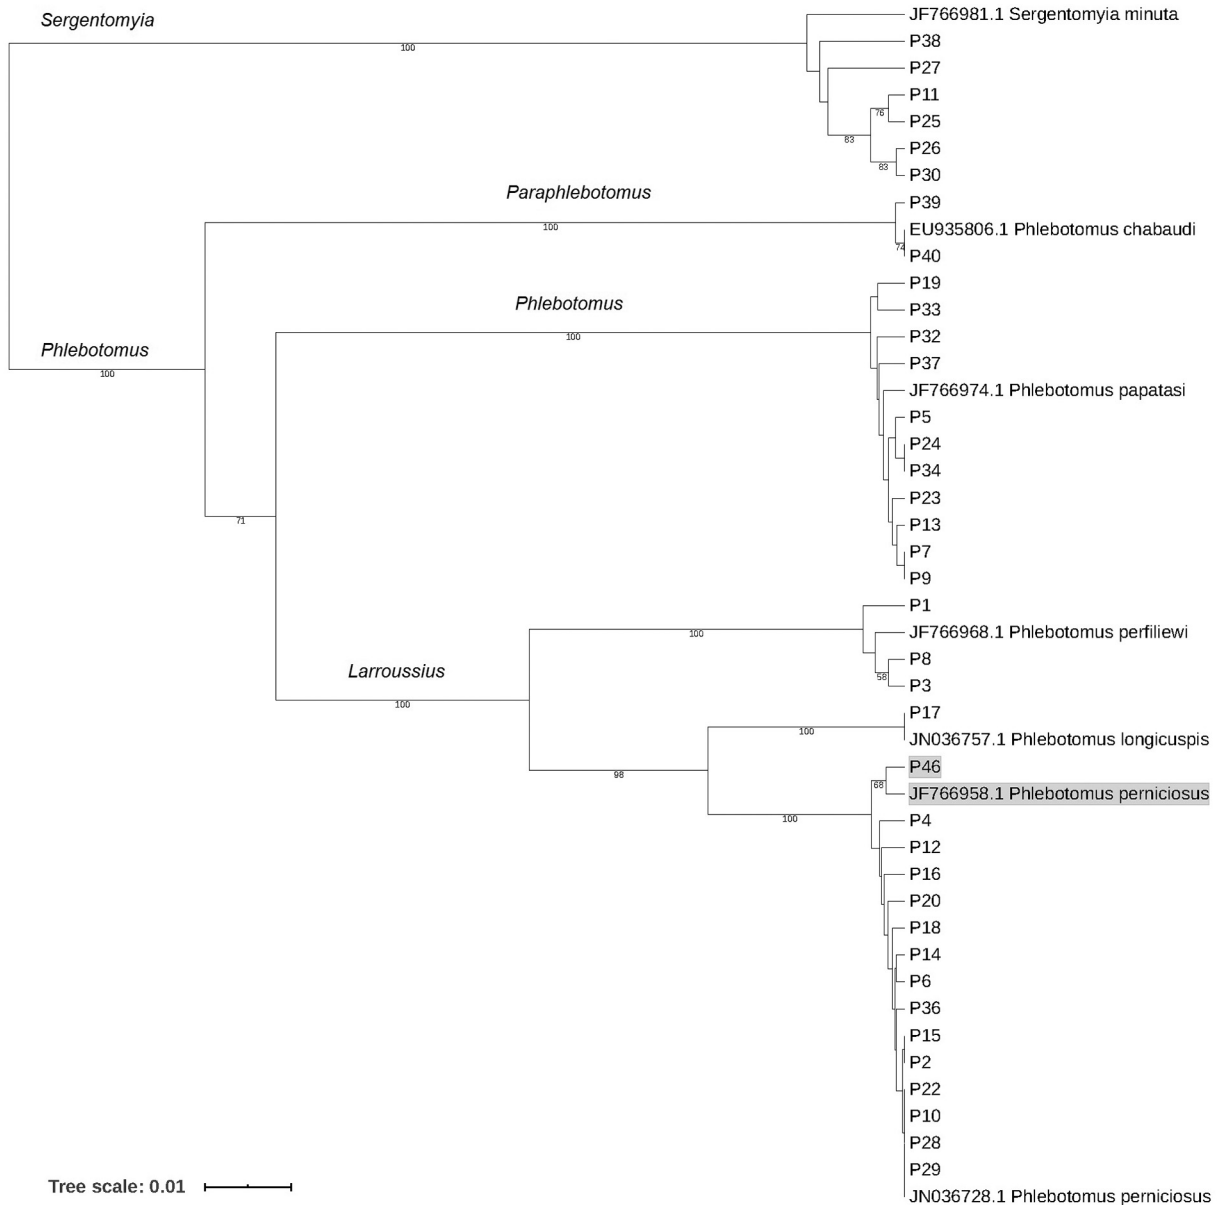 Sergentomyia
JF766981.1 Sergentomyia minuta
P38
100
P27
P11
76
P25
83
P26
83
P30
Paraphlebotomus
P39
100
EU935806.1 Phlebotomus chabaudi
74
P40
P19
Phlebotomus
P33
100
P32
Phlebotomus
P37
100
JF766974.1 Phlebotomus papatasi
P5
P24
P34
P23
71
P13
P7
P9
P1
100
JF766968.1 Phlebotomus perfiliewi
P8
Larroussius
58
P3
100
P17
100
JN036757.1 Phlebotomus longicuspis
P46
98
68
JF766958.1 Phlebotomus perniciosus
100
P4
P12
P16
P20
P18
P14
P6
P36
P15
P2
P22
P10
P28
P29
Tree scale: 0.01
JN036728.1 Phlebotomus perniciosus